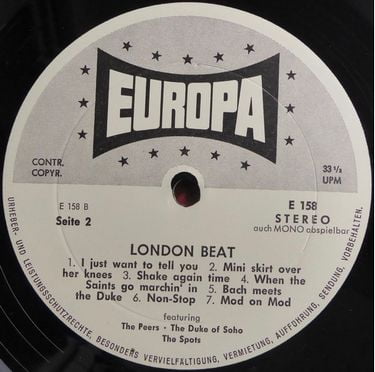 EUROPA
CONTR.
COPYR.
33 1/3
UPM
E 158 B
Seite 2
E 158
STEREO
auch MONO abspielbar
LONDON BEAT
1. I just want to tell you 2. Mini skirt over
her knees 3. Shake again time 4. When the
Saints go marchin' in 5. Bach meets
the Duke 6. Non-Stop 7. Mod on Mod
featuring
The Peers · The Duke of Soho
The Spots
URHEBER- UND LEISTUNGSSCHUTZRECHTE, BESONDERS VERVIELFÄLTIGUNG, VERMIETUNG, AUFFÜHRUNG, SENDUNG, VORBEHALTEN.